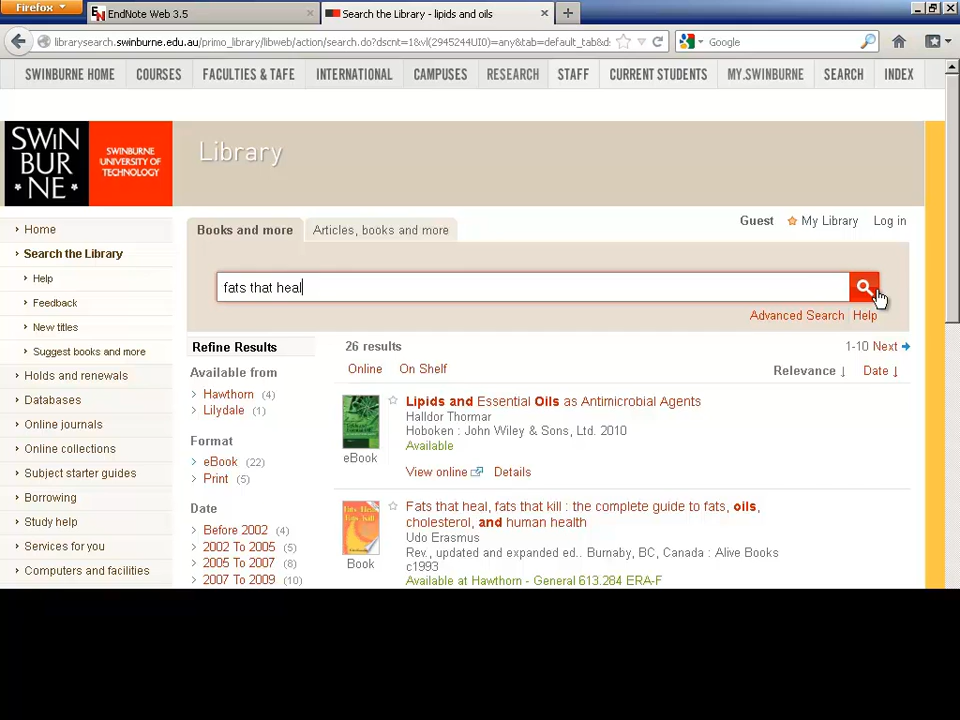 Firefox
EndNote Web 3.5
Search the Library - lipids and oils
librarysearch.swinburne.edu.au/primo_library/libweb/action/search.do?dscnt=1&vl(2945244UI0)=any&tab=default_tab&d:
Google
SWINBURNE HOME COURSES FACULTIES & TAFE INTERNATIONAL CAMPUSES RESEARCH STAFF CURRENT STUDENTS MY.SWINBURNE SEARCH INDEX
SWIN
BUR
NE
SWINBURNE
UNIVERSITY OF
TECHNOLOGY
Library
Guest My Library Log in
Books and more Articles, books and more
fats that heal
Advanced Search Help
Home
Search the Library
Help
Feedback
New titles
Suggest books and more
Holds and renewals
Databases
Online journals
Online collections
Subject starter guides
Borrowing
Study help
Services for you
Computers and facilities
Refine Results
Available from
Hawthorn (4)
Lilydale (1)
Format
eBook (22)
Print (5)
Date
Before 2002 (4)
2002 To 2005 (5)
2005 To 2007 (8)
2007 To 2009 (10)
26 results
1-10 Next
Online On Shelf
Relevance Date
Lipids and Essential Oils as Antimicrobial Agents
Halldor Thormar
Hoboken : John Wiley & Sons, Ltd. 2010
Available
eBook
View online Details
Fats that heal, fats that kill : the complete guide to fats, oils,
cholesterol, and human health
Udo Erasmus
Rev., updated and expanded ed.. Burnaby, BC, Canada : Alive Books
c1993
Available at Hawthorn - General 613.284 ERA-F
Book